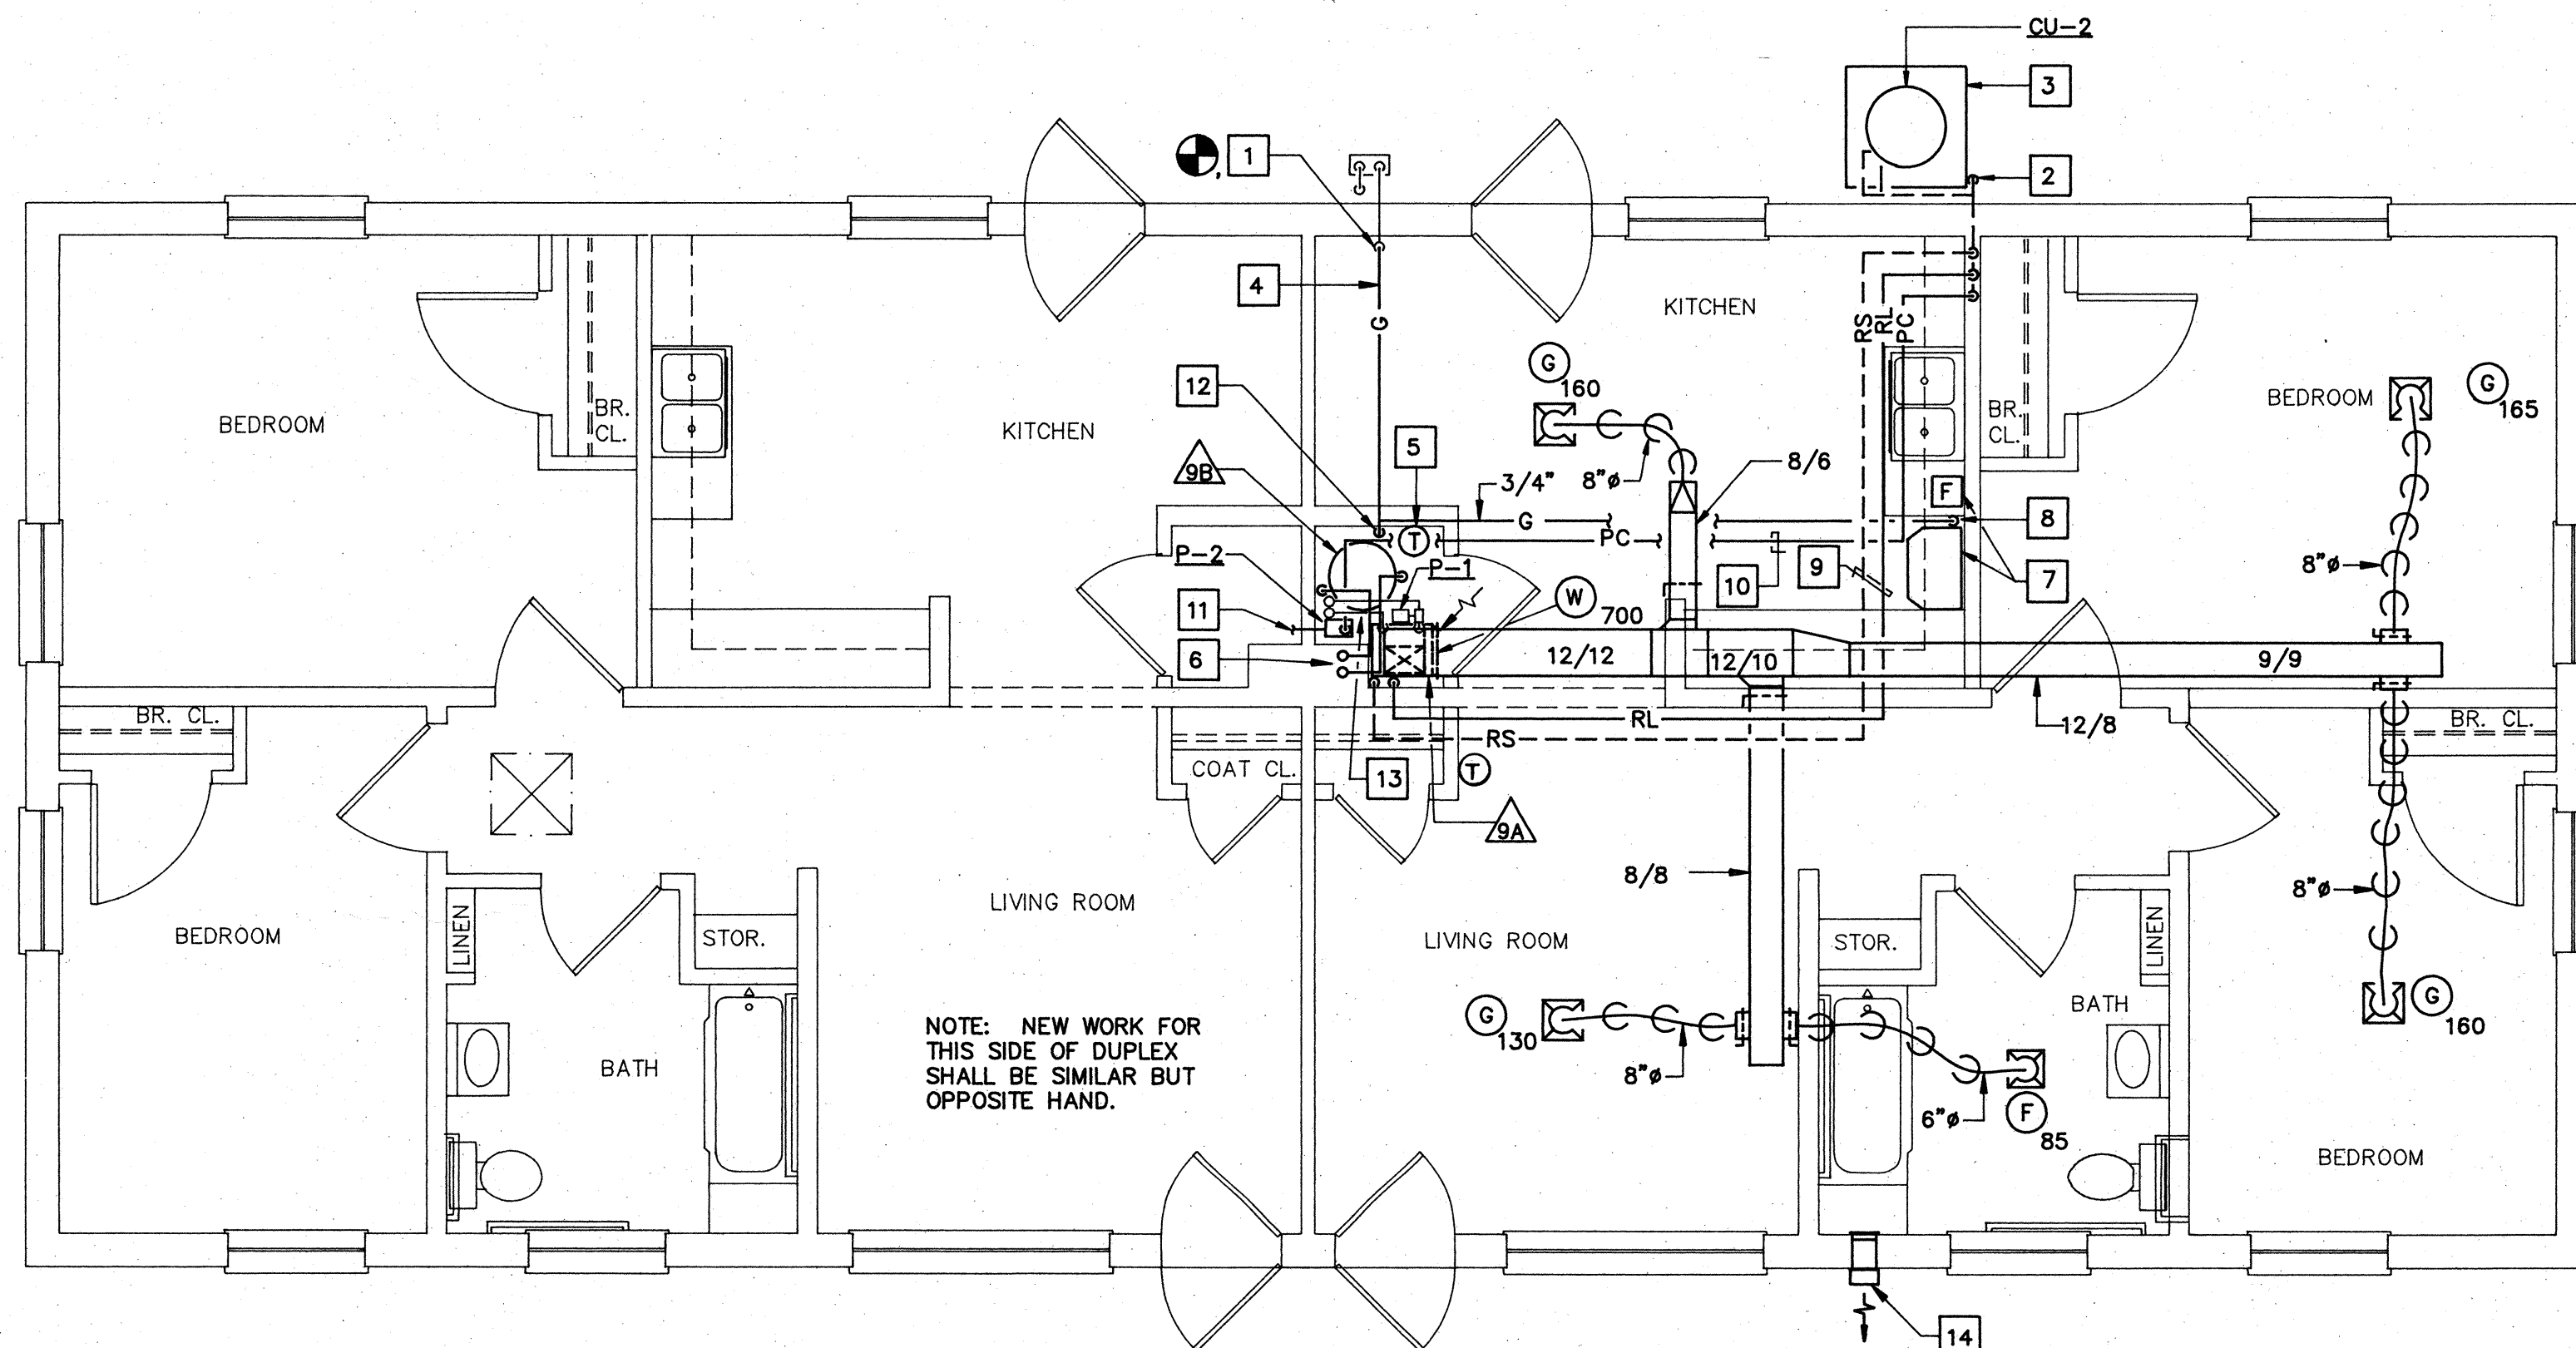 CU-2
3
, 1
2
4
G
KITCHEN
RS
RL
PC
12
G
160
BEDROOM
G
165
BEDROOM
BR.
CL.
KITCHEN
BR.
CL.
5
9B
3/4"
8"ø
8/6
F
8
G
PC
T
P-2
P-1
10
9
7
8"ø
11
W
700
6
12/12
12/10
9/9
BR. CL.
RL
12/8
BR. CL.
RS
COAT CL.
13
T
9A
8/8
8"ø
LIVING ROOM
BEDROOM
LINEN
STOR.
LIVING ROOM
STOR.
LINEN
BATH
G
160
G
130
NOTE: NEW WORK FOR
THIS SIDE OF DUPLEX
SHALL BE SIMILAR BUT
OPPOSITE HAND.
BATH
8"ø
6"ø
F
85
BEDROOM
14